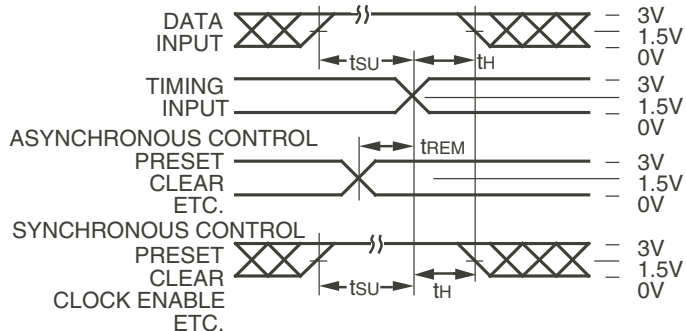 DATA
INPUT
tSU
tH
3V
1.5V
0V
TIMING
INPUT
3V
1.5V
0V
ASYNCHRONOUS CONTROL
PRESET
CLEAR
ETC.
tREM
3V
1.5V
0V
SYNCHRONOUS CONTROL
PRESET
CLEAR
CLOCK ENABLE
ETC.
tSU
tH
3V
1.5V
0V